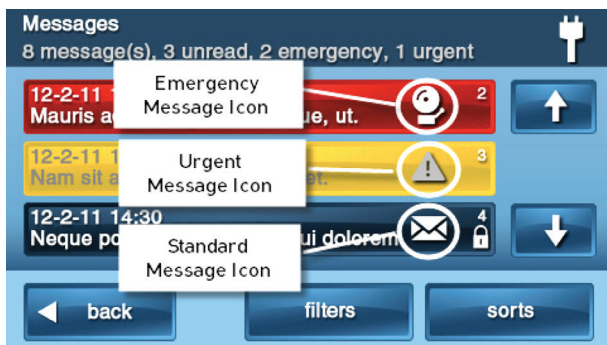 Messages
8 message(s), 3 unread, 2 emergency, 1 urgent
12-2-11 1
2
Mauris a
ue, ut.
Emergency
Message Icon
12-2-11 1
3
Nam sit a
et.
Urgent
Message Icon
12-2-11 14:30
4
Neque po
ui dolorem
Standard
Message Icon
back
filters
sorts